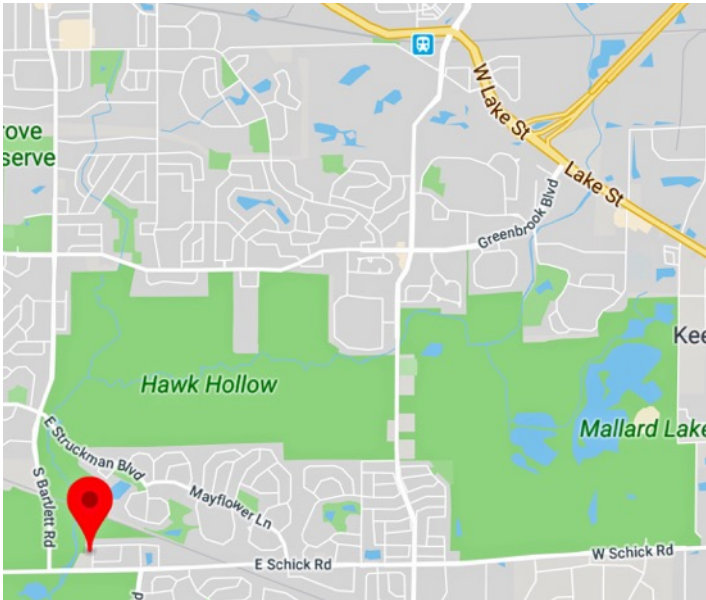 W Lake St
rove
serve
Lake St
Greenbrook Blvd
Kee
Hawk Hollow
Mallard Lake
E Struckman Blvd
S Bartlett Rd
Mayflower Ln
E Schick Rd
W Schick Rd